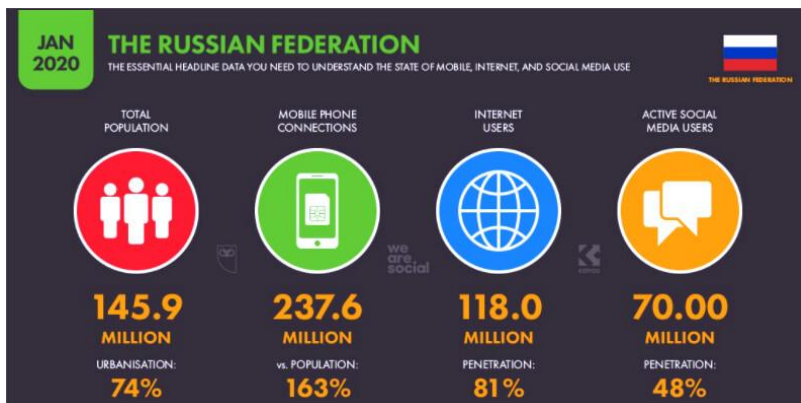 JAN
2020
THE RUSSIAN FEDERATION
THE ESSENTIAL HEADLINE DATA YOU NEED TO UNDERSTAND THE STATE OF MOBILE, INTERNET, AND SOCIAL MEDIA USE
THE RUSSIAN FEDERATION
TOTAL
POPULATION
MOBILE PHONE
CONNECTIONS
INTERNET
USERS
ACTIVE SOCIAL
MEDIA USERS
we
are
social
145.9
MILLION
237.6
MILLION
118.0
MILLION
70.00
MILLION
URBANISATION:
74%
vs. POPULATION:
163%
PENETRATION:
81%
PENETRATION:
48%